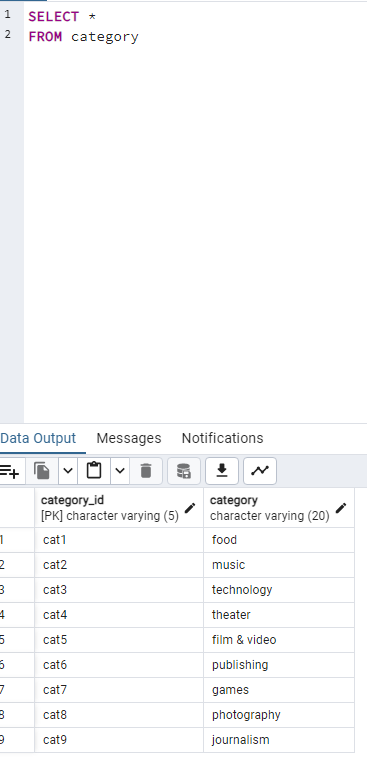 1 SELECT *
2 FROM category
Data Output Messages Notifications
category_id category
[PK] character varying (5) character varying (20)
1 cat1 food
2 cat2 music
3 cat3 technology
4 cat4 theater
5 cat5 film & video
6 cat6 publishing
7 cat7 games
8 cat8 photography
9 cat9 journalism